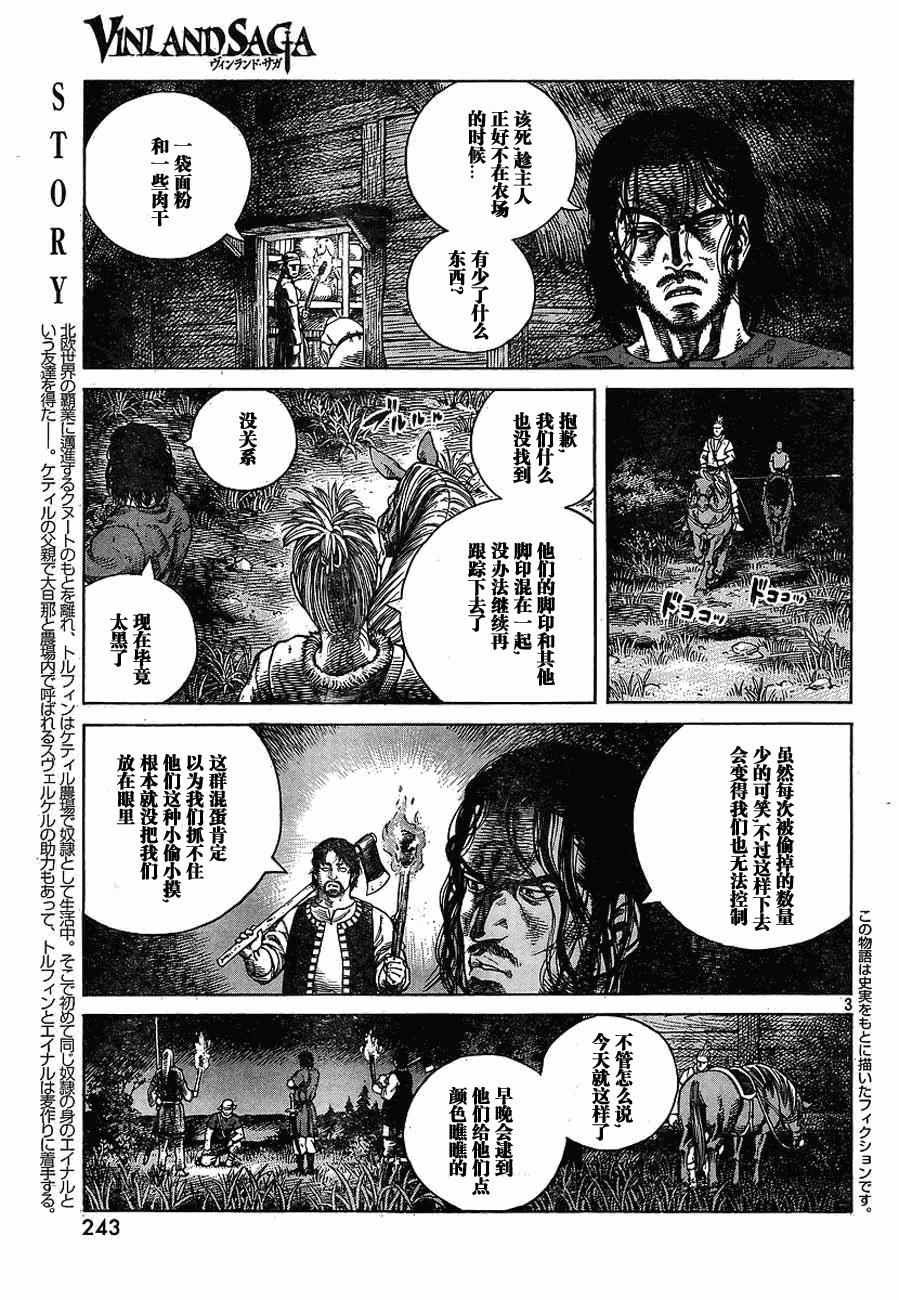 VINLAND SAGA
ヴィンランド・サガ
STORY
北欧世界の覇業に邁進するクヌートのもとを離れ、トルフィンはケティル農場で奴隷として生活中。そこで初めて同じ奴隷の身のエイナルと
いう友達を得た――。ケティルの父親で大旦那と農場内で呼ばれるスヴェルケルの助力もあって、トルフィンとエイナルは麦作りに着手する。
该死,趁主人
正好不在农场
的时候…
有少了什么
东西?
一袋面粉
和一些肉干
ドココッ
ドココッ
抱歉,
我们什么
也没找到
他们的脚印和其他
脚印混在一起,
没办法继续再
跟踪下去了
ブルルッ
没关系
现在毕竟
太黑了
虽然每次被偷掉的数量
少的可笑,不过这样下去
会变得我们也无法控制
这群混蛋肯定
以为我们抓不住
他们这种小偷小摸,
根本就没把我们
放在眼里
不管怎么说,
今天就这样了
早晚会逮到
他们给他们点
颜色瞧瞧的
3
この物語は史実をもとに描いたフィクションです。
243